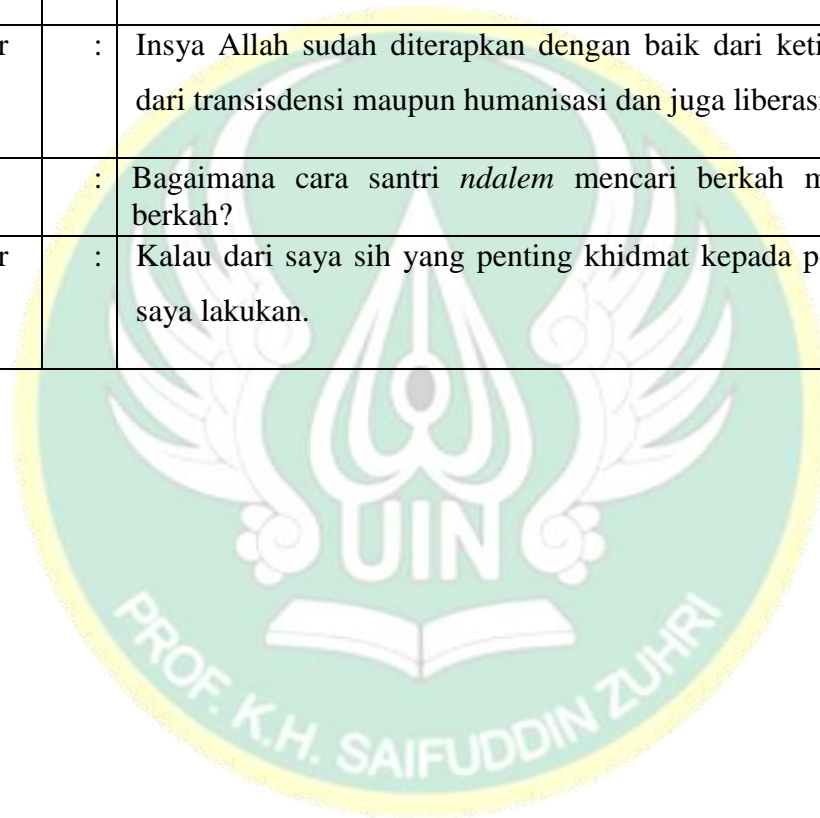 r : Insya Allah sudah diterapkan dengan baik dari keti
dari transisdensi maupun humanisasi dan juga liberasi
: Bagaimana cara santri ndalem mencari berkah m
berkah?
r : Kalau dari saya sih yang penting khidmat kepada p
saya lakukan.
UIN
PROF. K.H. SAIFUDDIN ZUHRI